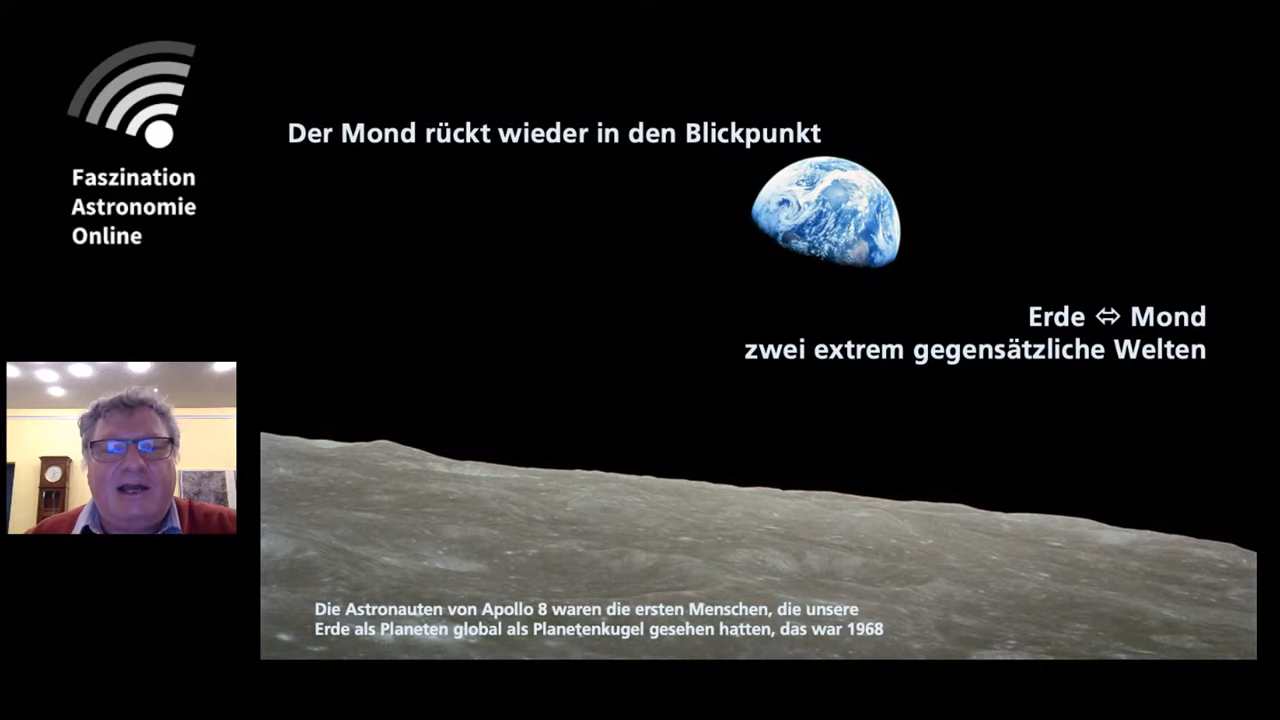 Faszination
Astronomie
Online
Der Mond rückt wieder in den Blickpunkt
Erde ⇔ Mond
zwei extrem gegensätzliche Welten
Die Astronauten von Apollo 8 waren die ersten Menschen, die unsere
Erde als Planeten global als Planetenkugel gesehen hatten, das war 1968